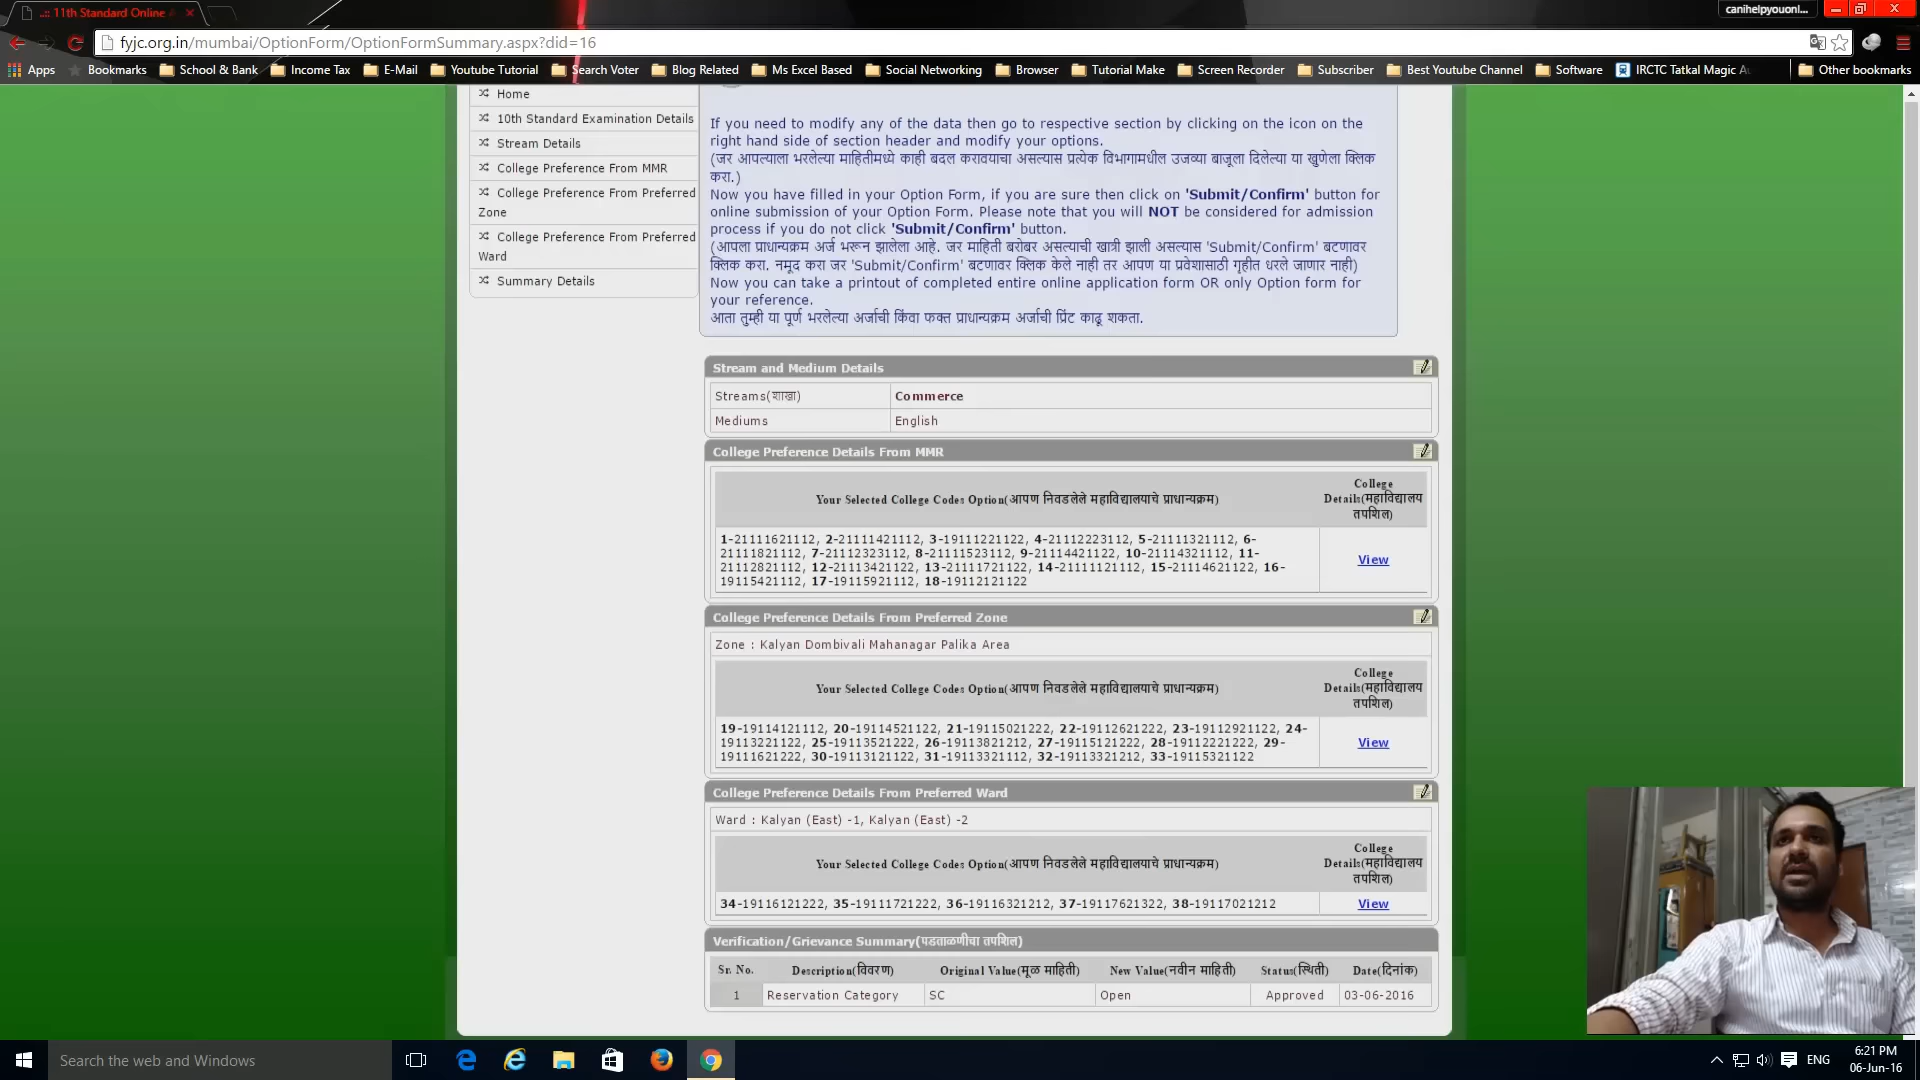 ..:: 11th Standard Online
canihelpyouonl...
fyjc.org.in/mumbai/OptionForm/OptionFormSummary.aspx?did=16
Apps Bookmarks School & Bank Income Tax E-Mail Youtube Tutorial Search Voter Blog Related Ms Excel Based Social Networking Browser Tutorial Make Screen Recorder Subscriber Best Youtube Channel Software IRCTC Tatkal Magic Other bookmarks
Home
10th Standard Examination Details
Stream Details
College Preference From MMR
College Preference From Preferred
Zone
College Preference From Preferred
Ward
Summary Details
If you need to modify any of the data then go to respective section by clicking on the icon on the
right hand side of section header and modify your options.
(जर आपल्याला भरलेल्या माहितीमध्ये काही बदल करावयाचा असल्यास प्रत्येक विभागामधील उजव्या बाजूला दिलेल्या या खुणेला क्लिक
करा.)
Now you have filled in your Option Form, if you are sure then click on 'Submit/Confirm' button for
online submission of your Option Form. Please note that you will NOT be considered for admission
process if you do not click 'Submit/Confirm' button.
(आपला प्राधान्यक्रम अर्ज भरून झालेला आहे. जर माहिती बरोबर असल्याची खात्री झाली असल्यास 'Submit/Confirm' बटणावर
क्लिक करा. नमूद करा जर 'Submit/Confirm' बटणावर क्लिक केले नाही तर आपण या प्रवेशासाठी गृहीत धरले जाणार नाही)
Now you can take a printout of completed entire online application form OR only Option form for
your reference.
आता तुम्ही या पूर्ण भरलेल्या अर्जाची किंवा फक्त प्राधान्यक्रम अर्जाची प्रिंट काढू शकता.
Stream and Medium Details
Streams(शाखा) Commerce
Mediums English
College Preference Details From MMR
Your Selected College Codes Option(आपण निवडलेले महाविद्यालयाचे प्राधान्यक्रम)
College
Details(महाविद्यालय
तपशिल)
1-21111621112, 2-21111421112, 3-19111221122, 4-21112223112, 5-21111321112, 6-
21111821112, 7-21112323112, 8-21111523112, 9-21114421122, 10-21114321112, 11-
21112821112, 12-21113421122, 13-21111721122, 14-21111121112, 15-21114621122, 16-
19115421112, 17-19115921112, 18-19112121122
View
College Preference Details From Preferred Zone
Zone : Kalyan Dombivali Mahanagar Palika Area
Your Selected College Codes Option(आपण निवडलेले महाविद्यालयाचे प्राधान्यक्रम)
College
Details(महाविद्यालय
तपशिल)
19-19114121112, 20-19114521122, 21-19115021222, 22-19112621222, 23-19112921122, 24-
19113221122, 25-19113521222, 26-19113821212, 27-19115121222, 28-19112221222, 29-
19111621222, 30-19113121122, 31-19113321112, 32-19113321212, 33-19115321122
View
College Preference Details From Preferred Ward
Ward : Kalyan (East) -1, Kalyan (East) -2
Your Selected College Codes Option(आपण निवडलेले महाविद्यालयाचे प्राधान्यक्रम)
College
Details(महाविद्यालय
तपशिल)
34-19116121222, 35-19111721222, 36-19116321212, 37-19117621322, 38-19117021212
View
Verification/Grievance Summary(पडताळणीचा तपशिल)
Sr. No. Description(विवरण) Original Value(मूळ माहिती) New Value(नवीन माहिती) Status(स्थिती) Date(दिनांक)
1 Reservation Category SC Open Approved 03-06-2016
Search the web and Windows
ENG
6:21 PM
06-Jun-16